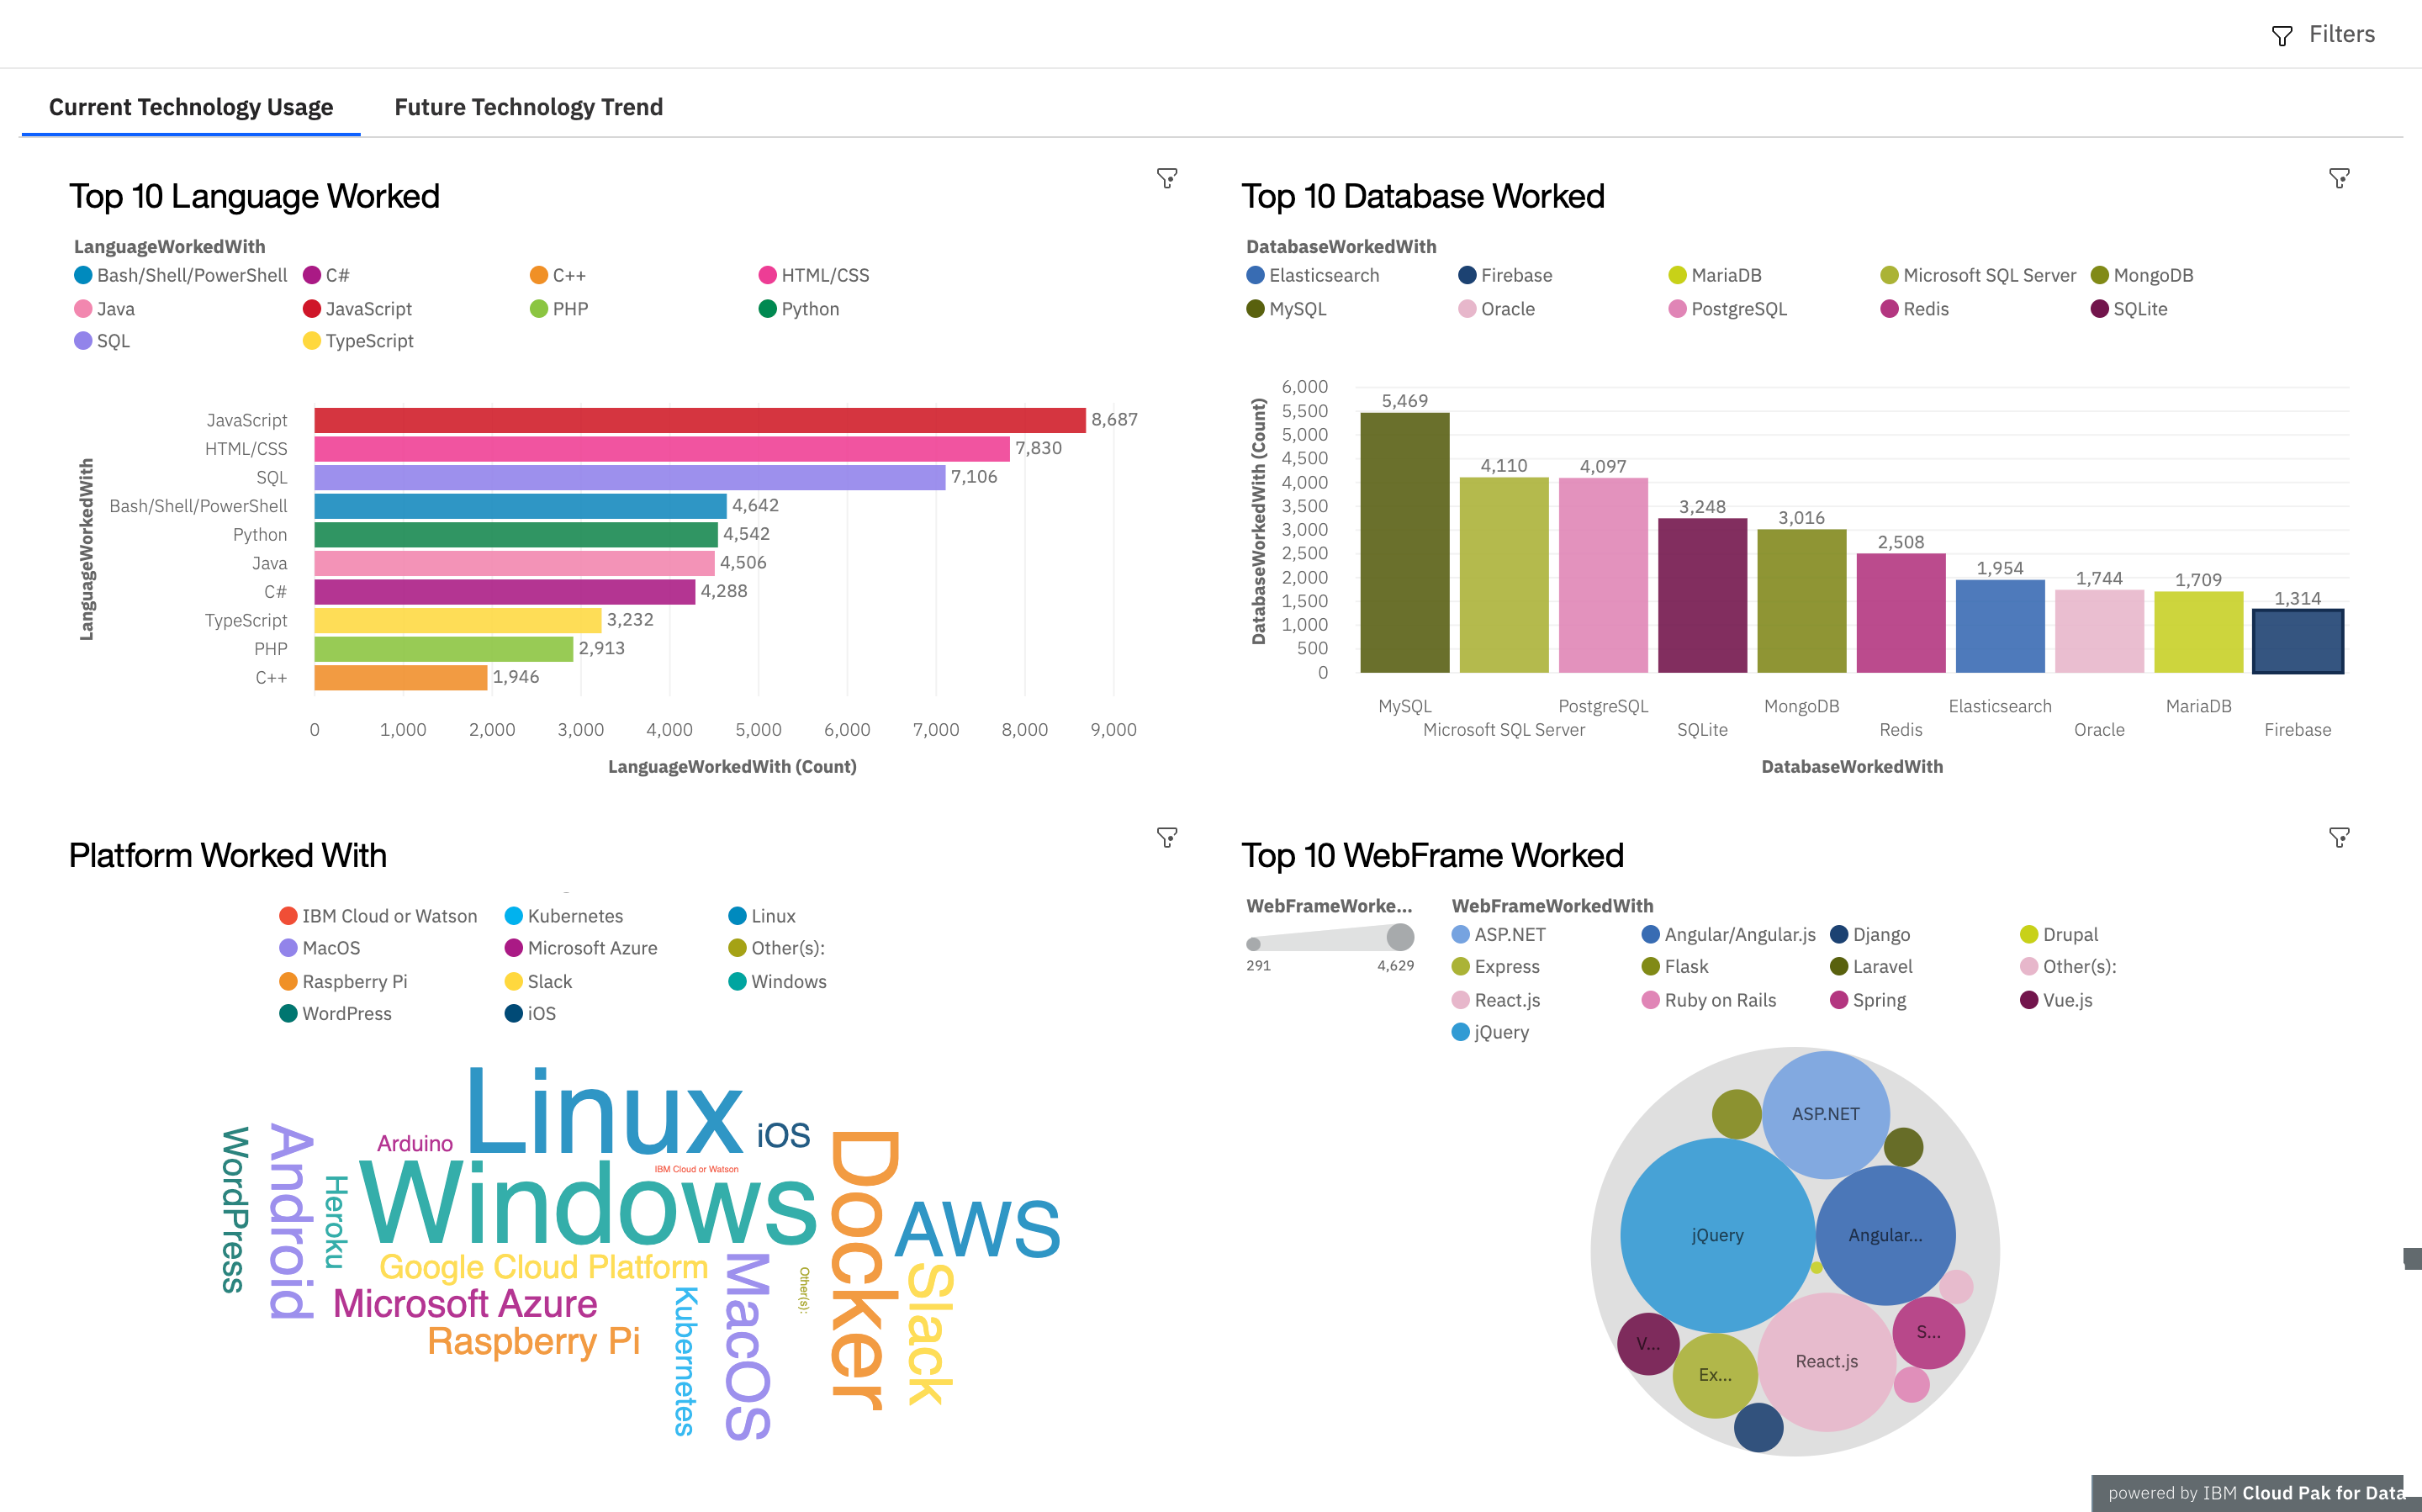 Filters
Current Technology Usage
Future Technology Trend
Top 10 Language Worked
LanguageWorkedWith
Bash/Shell/PowerShell
C#
C++
HTML/CSS
Java
JavaScript
PHP
Python
SQL
TypeScript
LanguageWorkedWith
JavaScript
8,687
HTML/CSS
7,830
SQL
7,106
Bash/Shell/PowerShell
4,642
Python
4,542
Java
4,506
C#
4,288
TypeScript
3,232
PHP
2,913
C++
1,946
0
1,000
2,000
3,000
4,000
5,000
6,000
7,000
8,000
9,000
LanguageWorkedWith (Count)
Top 10 Database Worked
DatabaseWorkedWith
Elasticsearch
Firebase
MariaDB
Microsoft SQL Server
MongoDB
MySQL
Oracle
PostgreSQL
Redis
SQLite
DatabaseWorkedWith (Count)
6,000
5,500
5,000
4,500
4,000
3,500
3,000
2,500
2,000
1,500
1,000
500
0
5,469
4,110
4,097
3,248
3,016
2,508
1,954
1,744
1,709
1,314
MySQL
Microsoft SQL Server
PostgreSQL
SQLite
MongoDB
Redis
Elasticsearch
Oracle
MariaDB
Firebase
DatabaseWorkedWith
Platform Worked With
IBM Cloud or Watson
Kubernetes
Linux
MacOS
Microsoft Azure
Other(s):
Raspberry Pi
Slack
Windows
WordPress
iOS
Linux
iOS
Arduino
WordPress
Android
Heroku
IBM Cloud or Watson
Windows
Docker
AWS
Google Cloud Platform
Microsoft Azure
Raspberry Pi
Kubernetes
MacOS
Other(s):
Slack
Top 10 WebFrame Worked
WebFrameWorke...
291
4,629
WebFrameWorkedWith
ASP.NET
Angular/Angular.js
Django
Drupal
Express
Flask
Laravel
Other(s):
React.js
Ruby on Rails
Spring
Vue.js
jQuery
ASP.NET
jQuery
Angular...
S...
V...
React.js
Ex...
powered by IBM Cloud Pak for Data